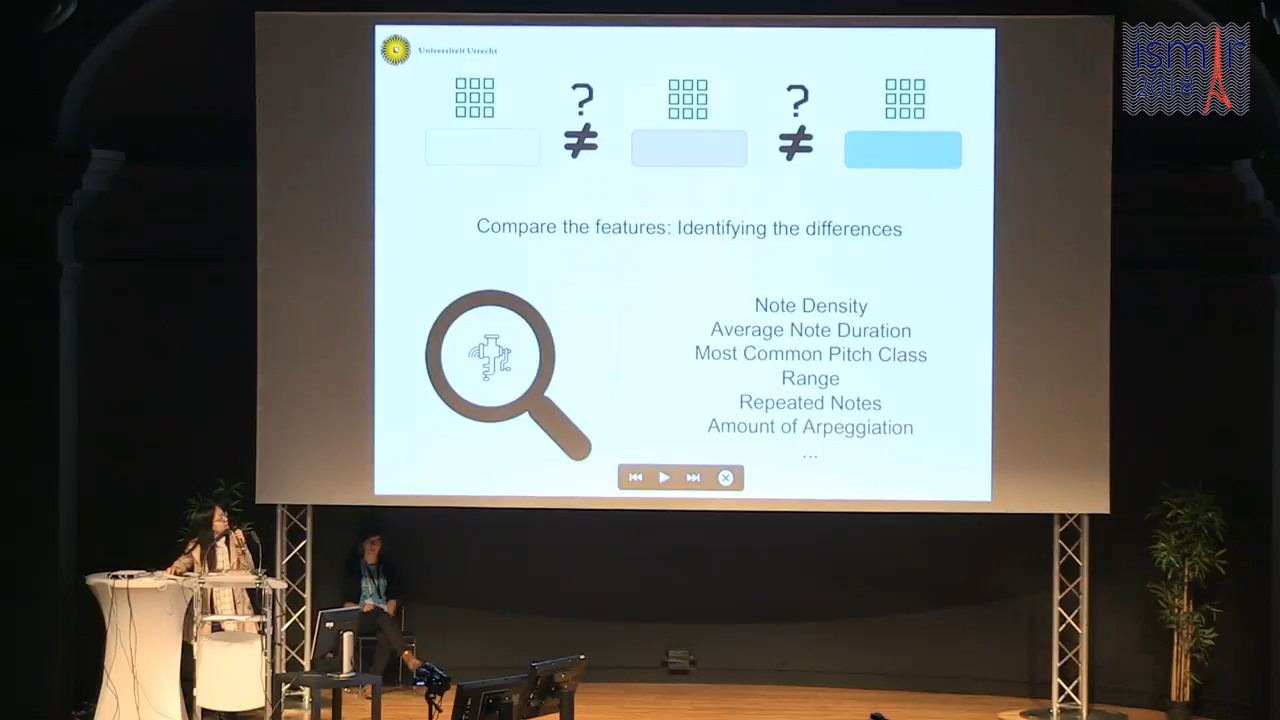 Universiteit Utrecht
ismir
2018
? ?
≠ ≠
Compare the features: Identifying the differences
Note Density
Average Note Duration
Most Common Pitch Class
Range
Repeated Notes
Amount of Arpeggiation
...